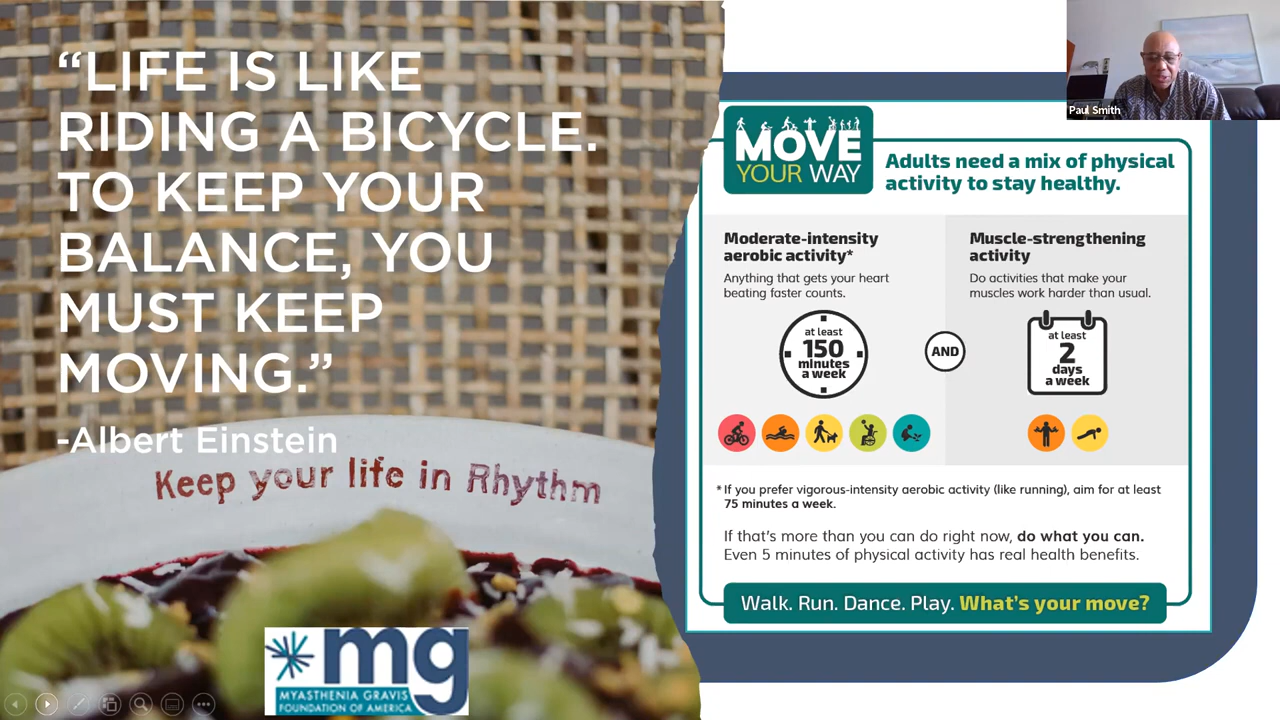 “LIFE IS LIKE
RIDING A BICYCLE.
TO KEEP YOUR
BALANCE, YOU
MUST KEEP
MOVING.”
-Albert Einstein
Keep your life in Rhythm
mg
MYASTHENIA GRAVIS
FOUNDATION OF AMERICA
Paul Smith
MOVE
YOUR WAY
Adults need a mix of physical
activity to stay healthy.
Moderate-intensity
aerobic activity*
Anything that gets your heart
beating faster counts.
at least
150
minutes
a week
AND
Muscle-strengthening
activity
Do activities that make your
muscles work harder than usual.
at least
2
days
a week
* If you prefer vigorous-intensity aerobic activity (like running), aim for at least
75 minutes a week.
If that’s more than you can do right now, do what you can.
Even 5 minutes of physical activity has real health benefits.
Walk. Run. Dance. Play. What’s your move?